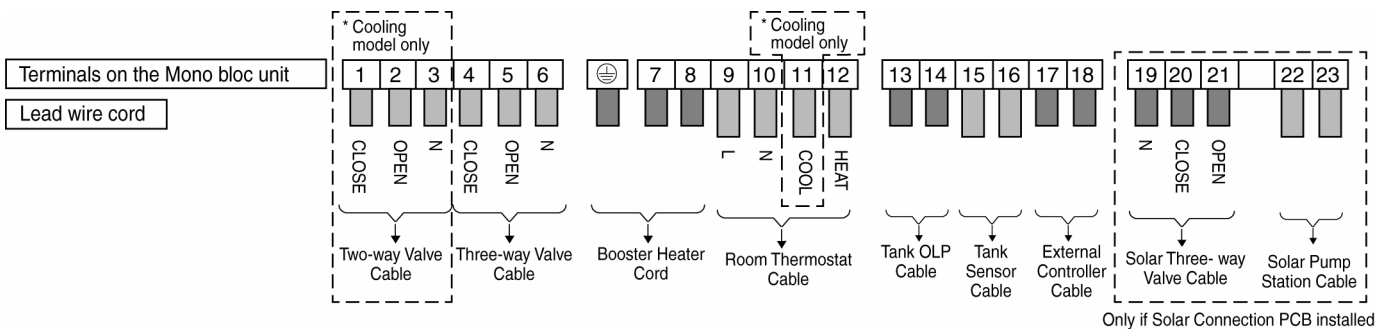 * Cooling
model only
* Cooling
model only
Terminals on the Mono bloc unit
1 2 3 4 5 6 7 8 9 10 11 12 13 14 15 16 17 18 19 20 21 22 23
Lead wire cord
CLOSE OPEN N CLOSE OPEN N L N COOL HEAT N CLOSE OPEN
Two-way Valve
Cable
Three-way Valve
Cable
Booster Heater
Cord
Room Thermostat
Cable
Tank OLP
Cable
Tank
Sensor
Cable
External
Controller
Cable
Solar Three- way
Valve Cable
Solar Pump
Station Cable
Only if Solar Connection PCB installed